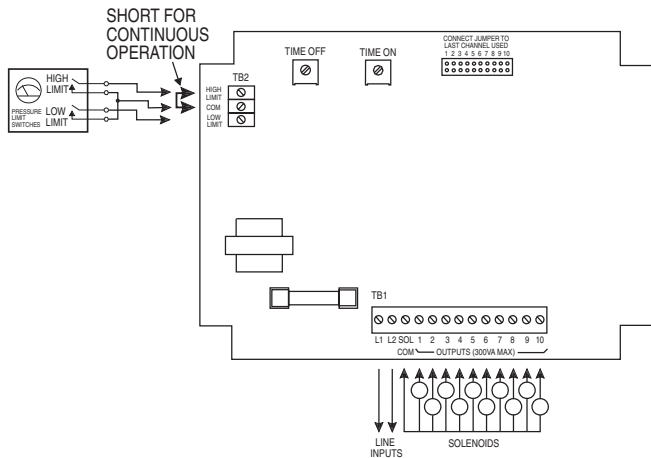 SHORT FOR
CONTINUOUS
OPERATION
HIGH
LIMIT
LOW
LIMIT
PRESSURE
LIMIT
SWITCHES
TB2
HIGH
LIMIT
COM
LOW
LIMIT
TIME OFF
TIME ON
CONNECT JUMPER TO
LAST CHANNEL USED
1 2 3 4 5 6 7 8 9 10
TB1
L1 L2 SOL 1 2 3 4 5 6 7 8 9 10
COM OUTPUTS (300VA MAX)
LINE
INPUTS
SOLENOIDS